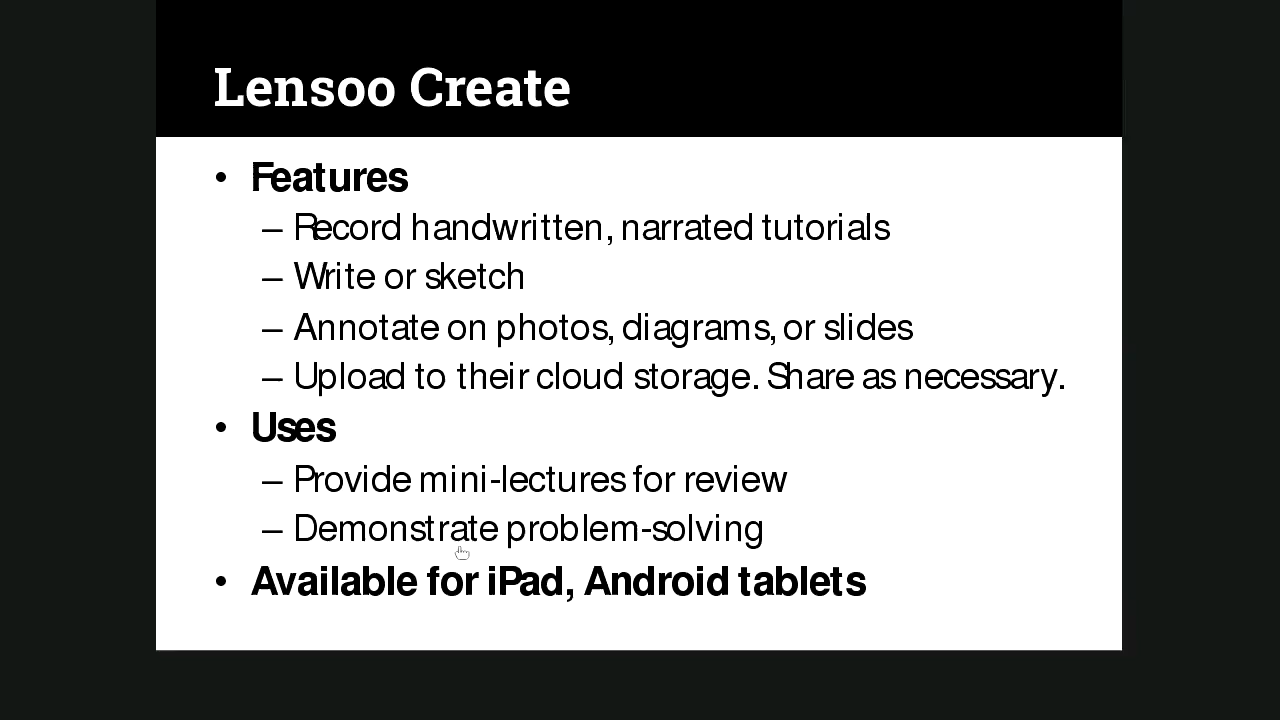 Lensoo Create
• Features
– Record handwritten, narrated tutorials
– Write or sketch
– Annotate on photos, diagrams, or slides
– Upload to their cloud storage. Share as necessary.
• Uses
– Provide mini-lectures for review
– Demonstrate problem-solving
• Available for iPad, Android tablets